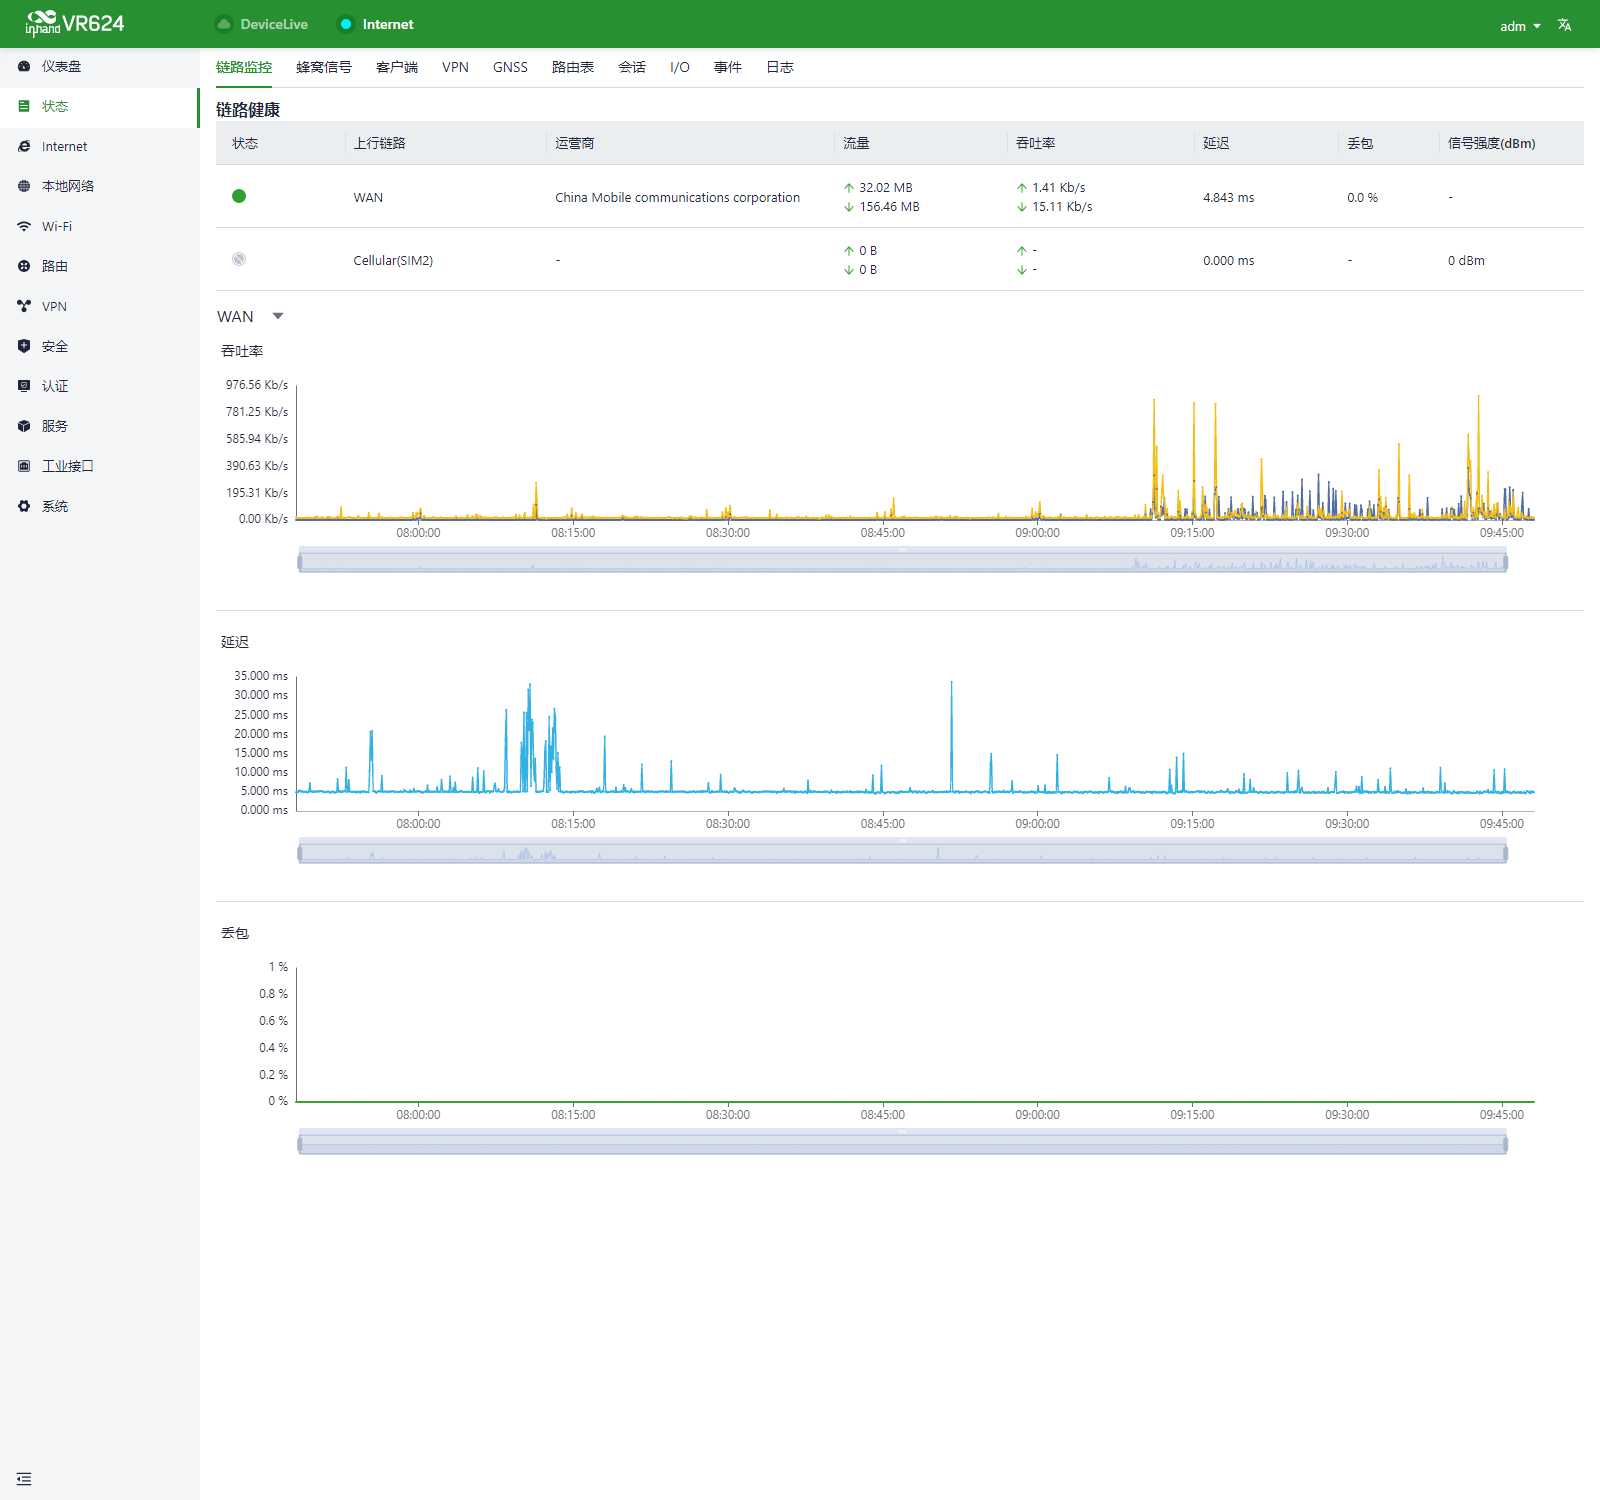 inhand VR624
DeviceLive
Internet
adm
仪表盘
状态
Internet
本地网络
Wi-Fi
路由
VPN
安全
认证
服务
工业接口
系统
链路监控 蜂窝信号 客户端 VPN GNSS 路由表 会话 I/O 事件 日志
链路健康
状态 上行链路 运营商 流量 吞吐率 延迟 丢包 信号强度(dBm)
WAN China Mobile communications corporation 32.02 MB 156.46 MB 1.41 Kb/s 15.11 Kb/s 4.843 ms 0.0 % -
Cellular(SIM2) - 0 B 0 B - - 0.000 ms - 0 dBm
WAN
吞吐率
976.56 Kb/s
781.25 Kb/s
585.94 Kb/s
390.63 Kb/s
195.31 Kb/s
0.00 Kb/s
08:00:00 08:15:00 08:30:00 08:45:00 09:00:00 09:15:00 09:30:00 09:45:00
延迟
35.000 ms
30.000 ms
25.000 ms
20.000 ms
15.000 ms
10.000 ms
5.000 ms
0.000 ms
08:00:00 08:15:00 08:30:00 08:45:00 09:00:00 09:15:00 09:30:00 09:45:00
丢包
1 %
0.8 %
0.6 %
0.4 %
0.2 %
0 %
08:00:00 08:15:00 08:30:00 08:45:00 09:00:00 09:15:00 09:30:00 09:45:00